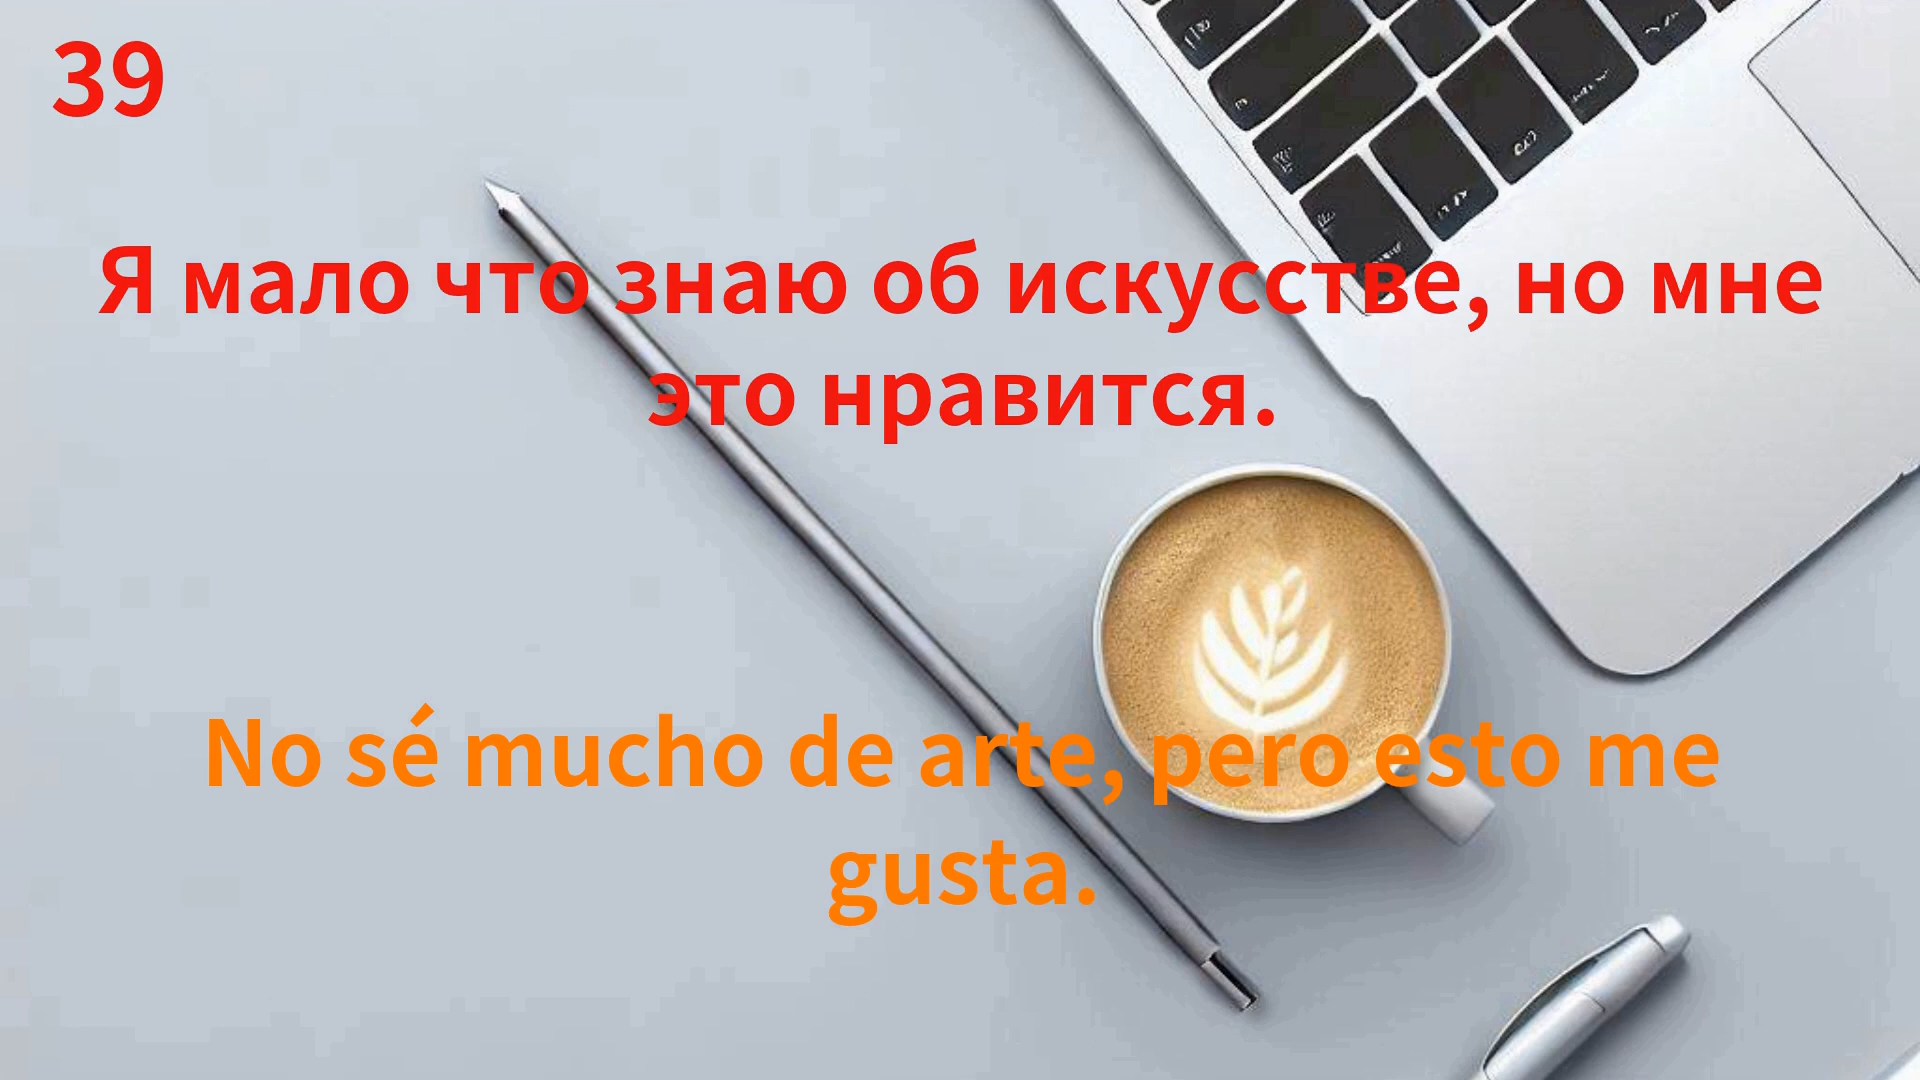 39
Я мало что знаю об искусстве, но мне
это нравится.
No sé mucho de arte, pero esto me
gusta.